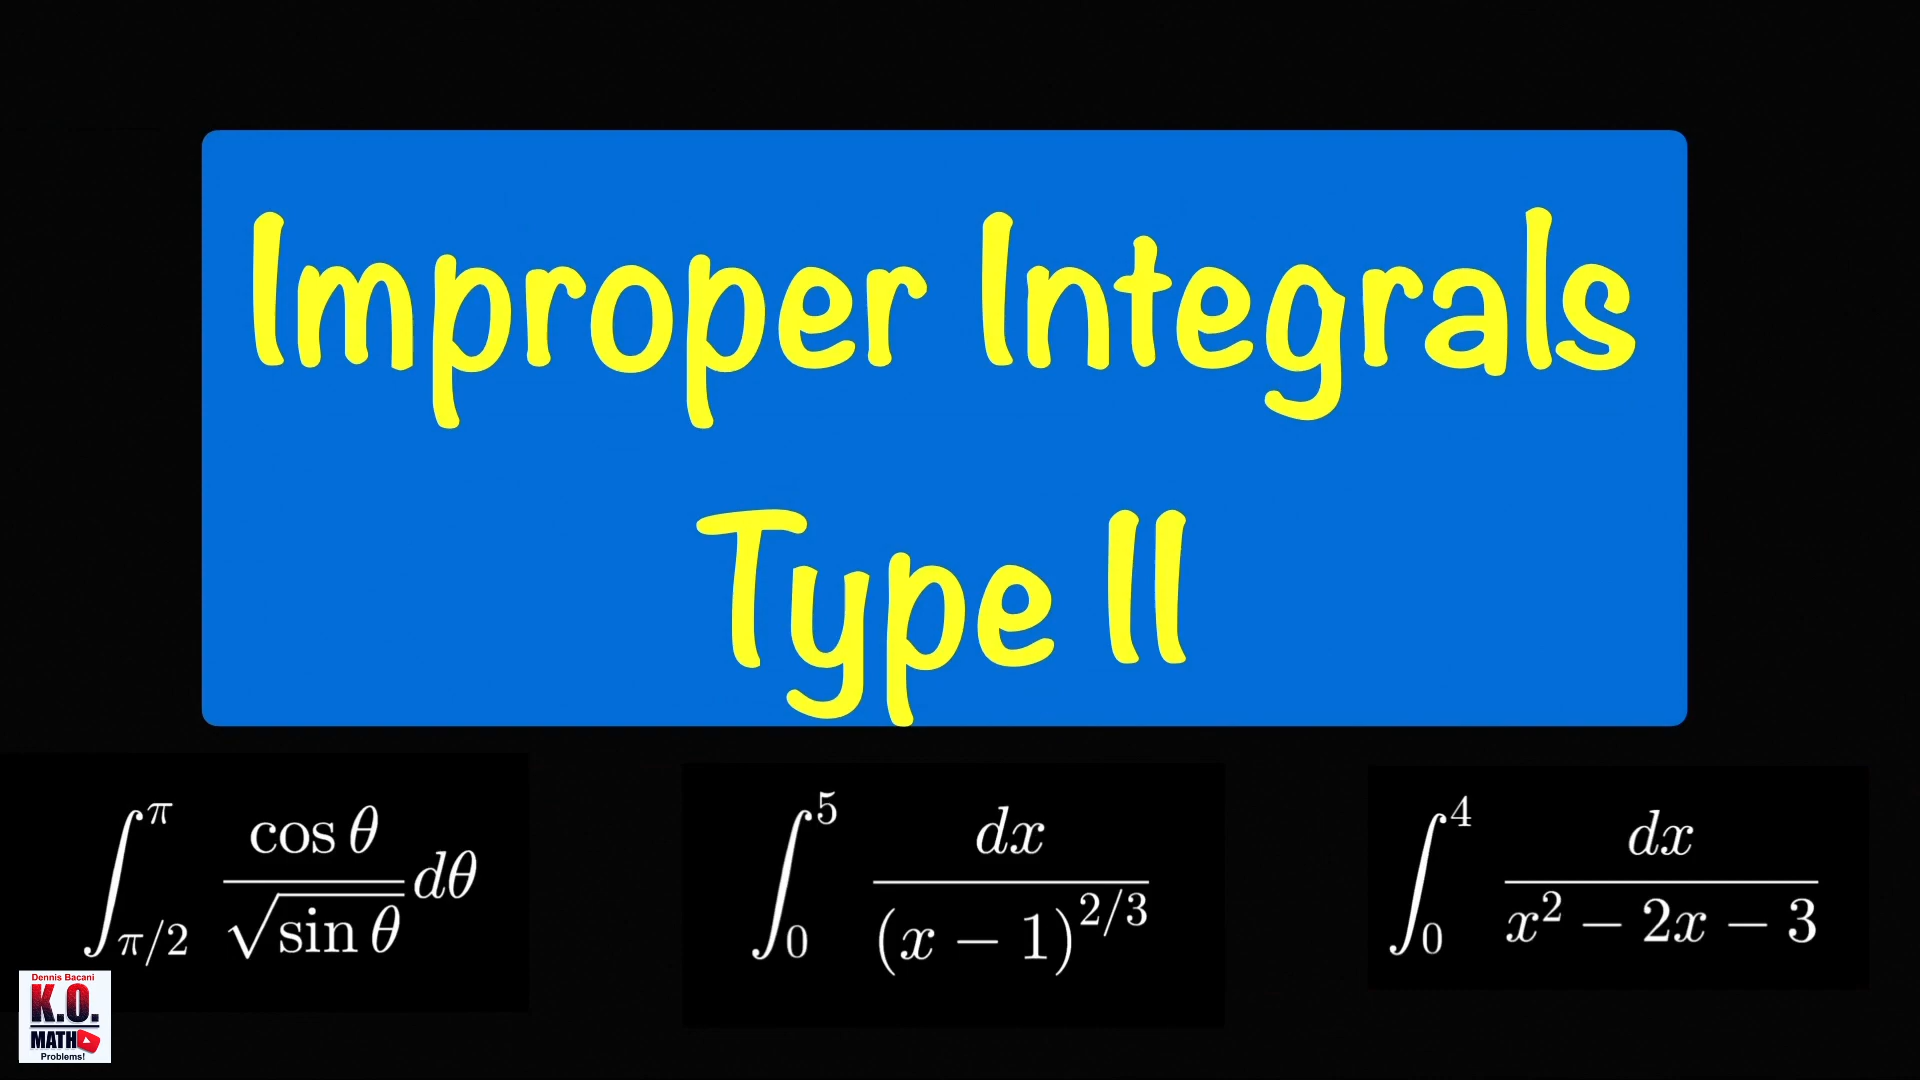 Improper Integrals
Type II
∫_{π/2}^{π} cos θ / √(sin θ) dθ
∫_0^5 dx / (x − 1)^{2/3}
∫_0^4 dx / (x² − 2x − 3)
Dennis Bacani
K.O.
MATH
Problems!